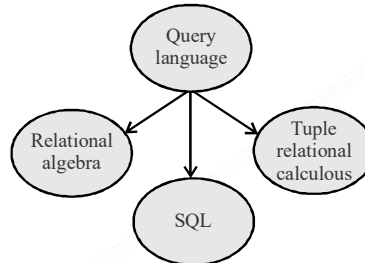 Query
language
Relational
algebra
Tuple
relational
calculous
SQL